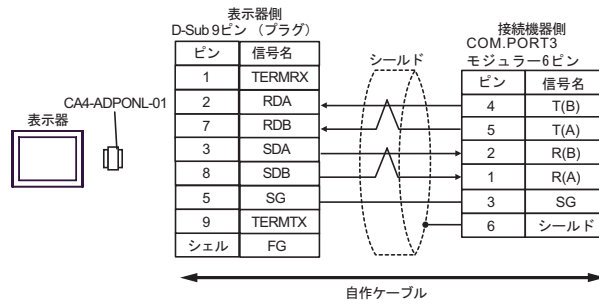 表示器側
D-Sub 9ピン （プラグ）
ピン 信号名
1 TERMRX
2 RDA
7 RDB
3 SDA
8 SDB
5 SG
9 TERMTX
シェル FG
CA4-ADPONL-01
表示器
シールド
接続機器側
COM.PORT3
モジュラー6ピン
ピン 信号名
4 T(B)
5 T(A)
2 R(B)
1 R(A)
3 SG
6 シールド
自作ケーブル